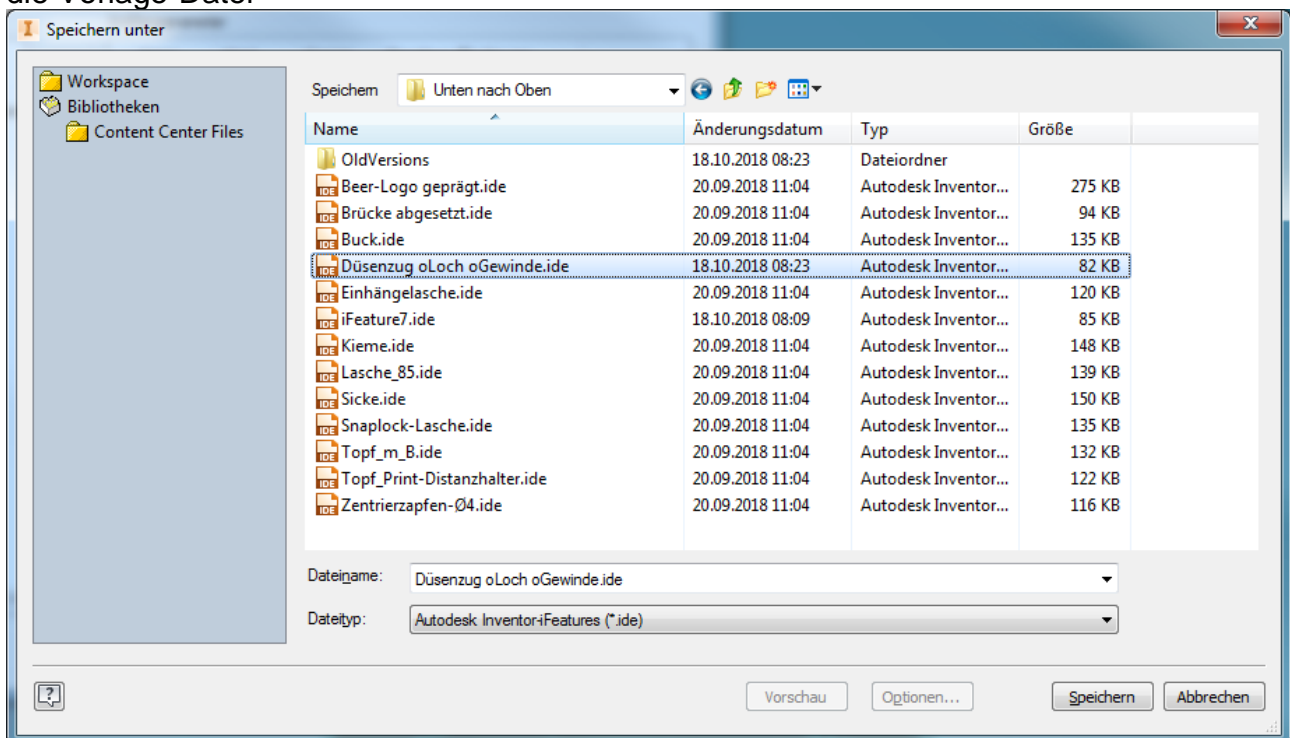 die Vorlage-Datei
Speichern unter
Workspace
Bibliotheken
Content Center Files
Speichern Unten nach Oben
Name Änderungsdatum Typ Größe
OldVersions 18.10.2018 08:23 Dateiordner
Beer-Logo geprägt.ide 20.09.2018 11:04 Autodesk Inventor... 275 KB
Brücke abgesetzt.ide 20.09.2018 11:04 Autodesk Inventor... 94 KB
Buck.ide 20.09.2018 11:04 Autodesk Inventor... 135 KB
Düsenzug oLoch oGewinde.ide 18.10.2018 08:23 Autodesk Inventor... 82 KB
Einhängelasche.ide 20.09.2018 11:04 Autodesk Inventor... 120 KB
iFeature7.ide 18.10.2018 08:09 Autodesk Inventor... 85 KB
Kieme.ide 20.09.2018 11:04 Autodesk Inventor... 148 KB
Lasche_85.ide 20.09.2018 11:04 Autodesk Inventor... 139 KB
Sicke.ide 20.09.2018 11:04 Autodesk Inventor... 150 KB
Snaplock-Lasche.ide 20.09.2018 11:04 Autodesk Inventor... 135 KB
Topf_m_B.ide 20.09.2018 11:04 Autodesk Inventor... 132 KB
Topf_Print-Distanzhalter.ide 20.09.2018 11:04 Autodesk Inventor... 122 KB
Zentrierzapfen-Ø4.ide 20.09.2018 11:04 Autodesk Inventor... 116 KB
Dateiname: Düsenzug oLoch oGewinde.ide
Dateityp: Autodesk Inventor-iFeatures (*.ide)
Vorschau Optionen... Speichern Abbrechen